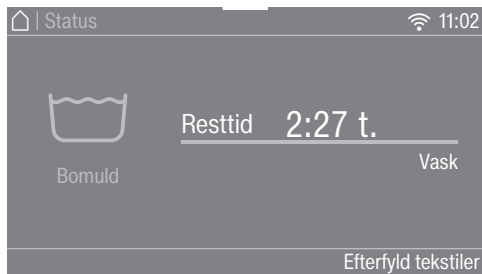 | Status
11:02
Resttid 2:27 t.
Vask
Bomuld
Efterfyld tekstiler